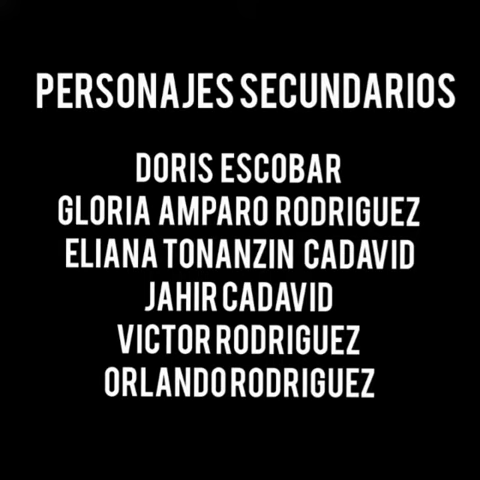 PERSONAJES SECUNDARIOS
DORIS ESCOBAR
GLORIA AMPARO RODRIGUEZ
ELIANA TONANZIN CADAVID
JAHIR CADAVID
VICTOR RODRIGUEZ
ORLANDO RODRIGUEZ